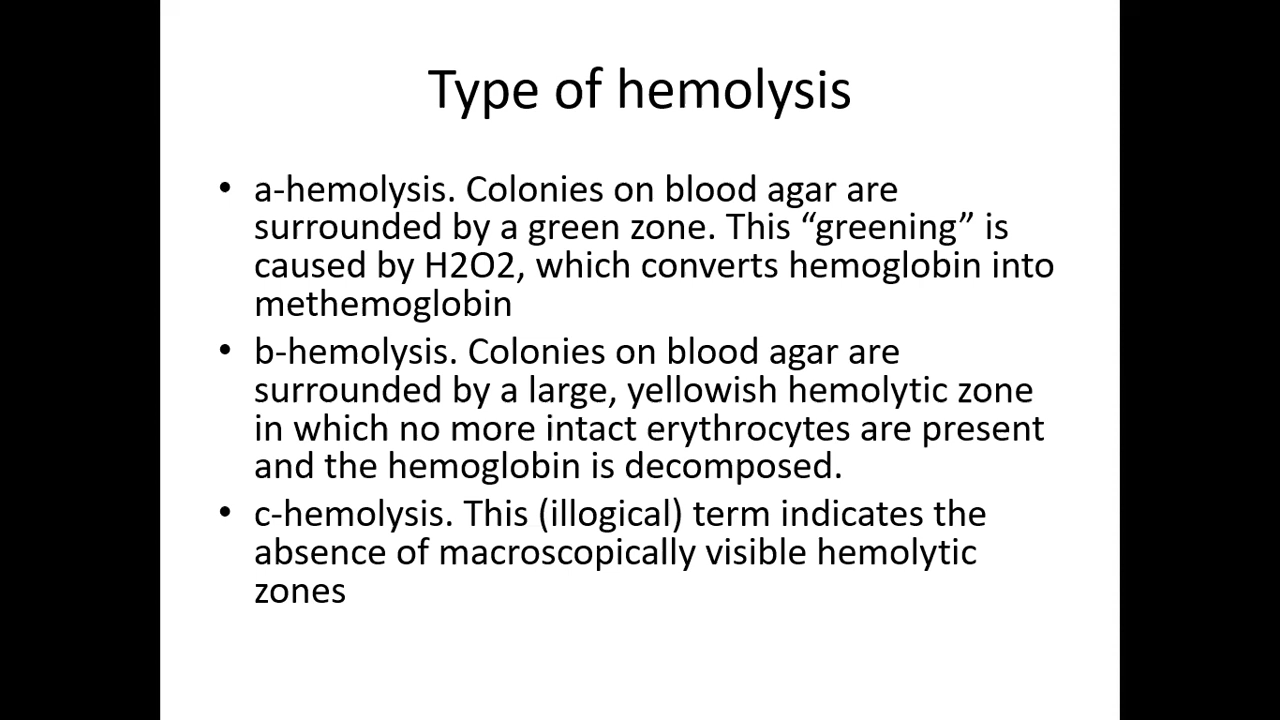 Type of hemolysis
• a-hemolysis. Colonies on blood agar are
surrounded by a green zone. This “greening” is
caused by H2O2, which converts hemoglobin into
methemoglobin
• b-hemolysis. Colonies on blood agar are
surrounded by a large, yellowish hemolytic zone
in which no more intact erythrocytes are present
and the hemoglobin is decomposed.
• c-hemolysis. This (illogical) term indicates the
absence of macroscopically visible hemolytic
zones